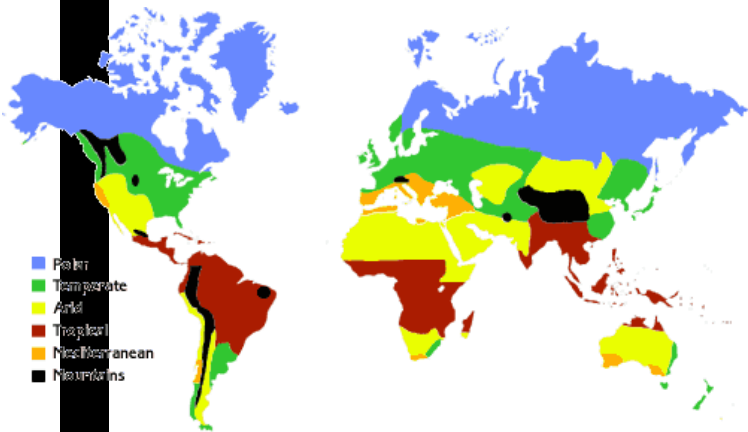 Polar
Temperate
Arid
Tropical
Mediterranean
Mountains